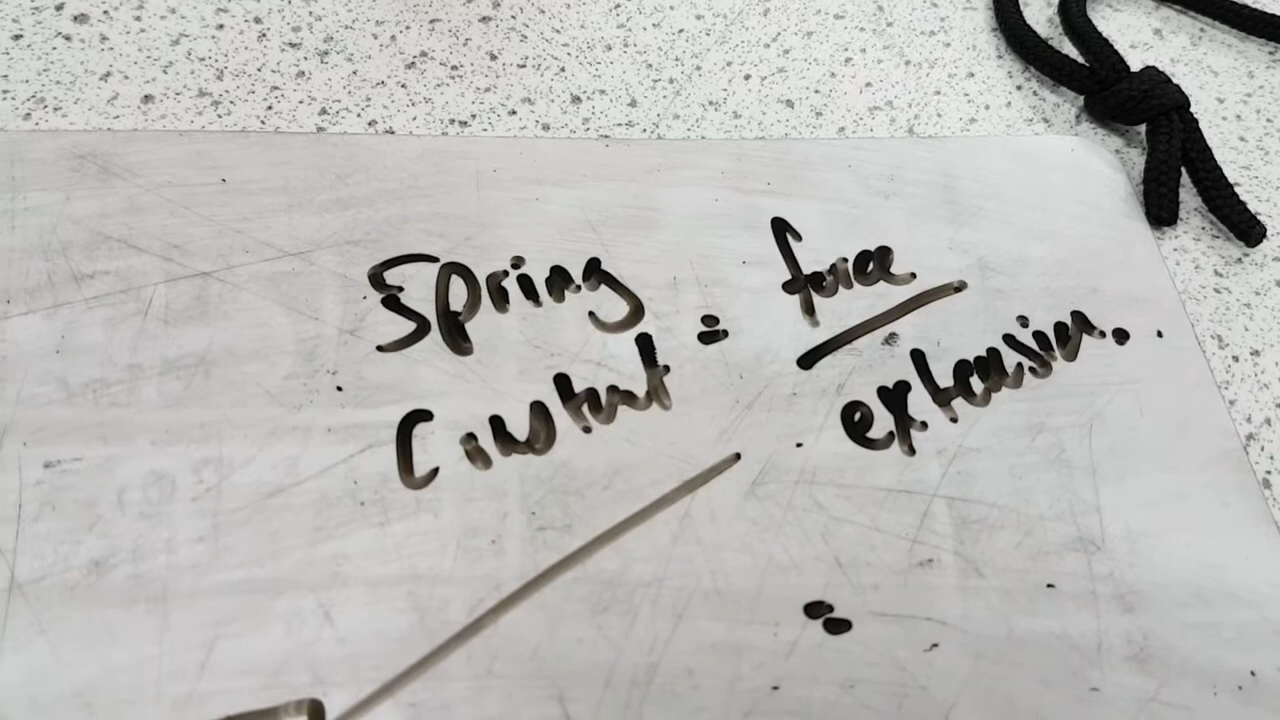 Spring
Constant = force
extension.